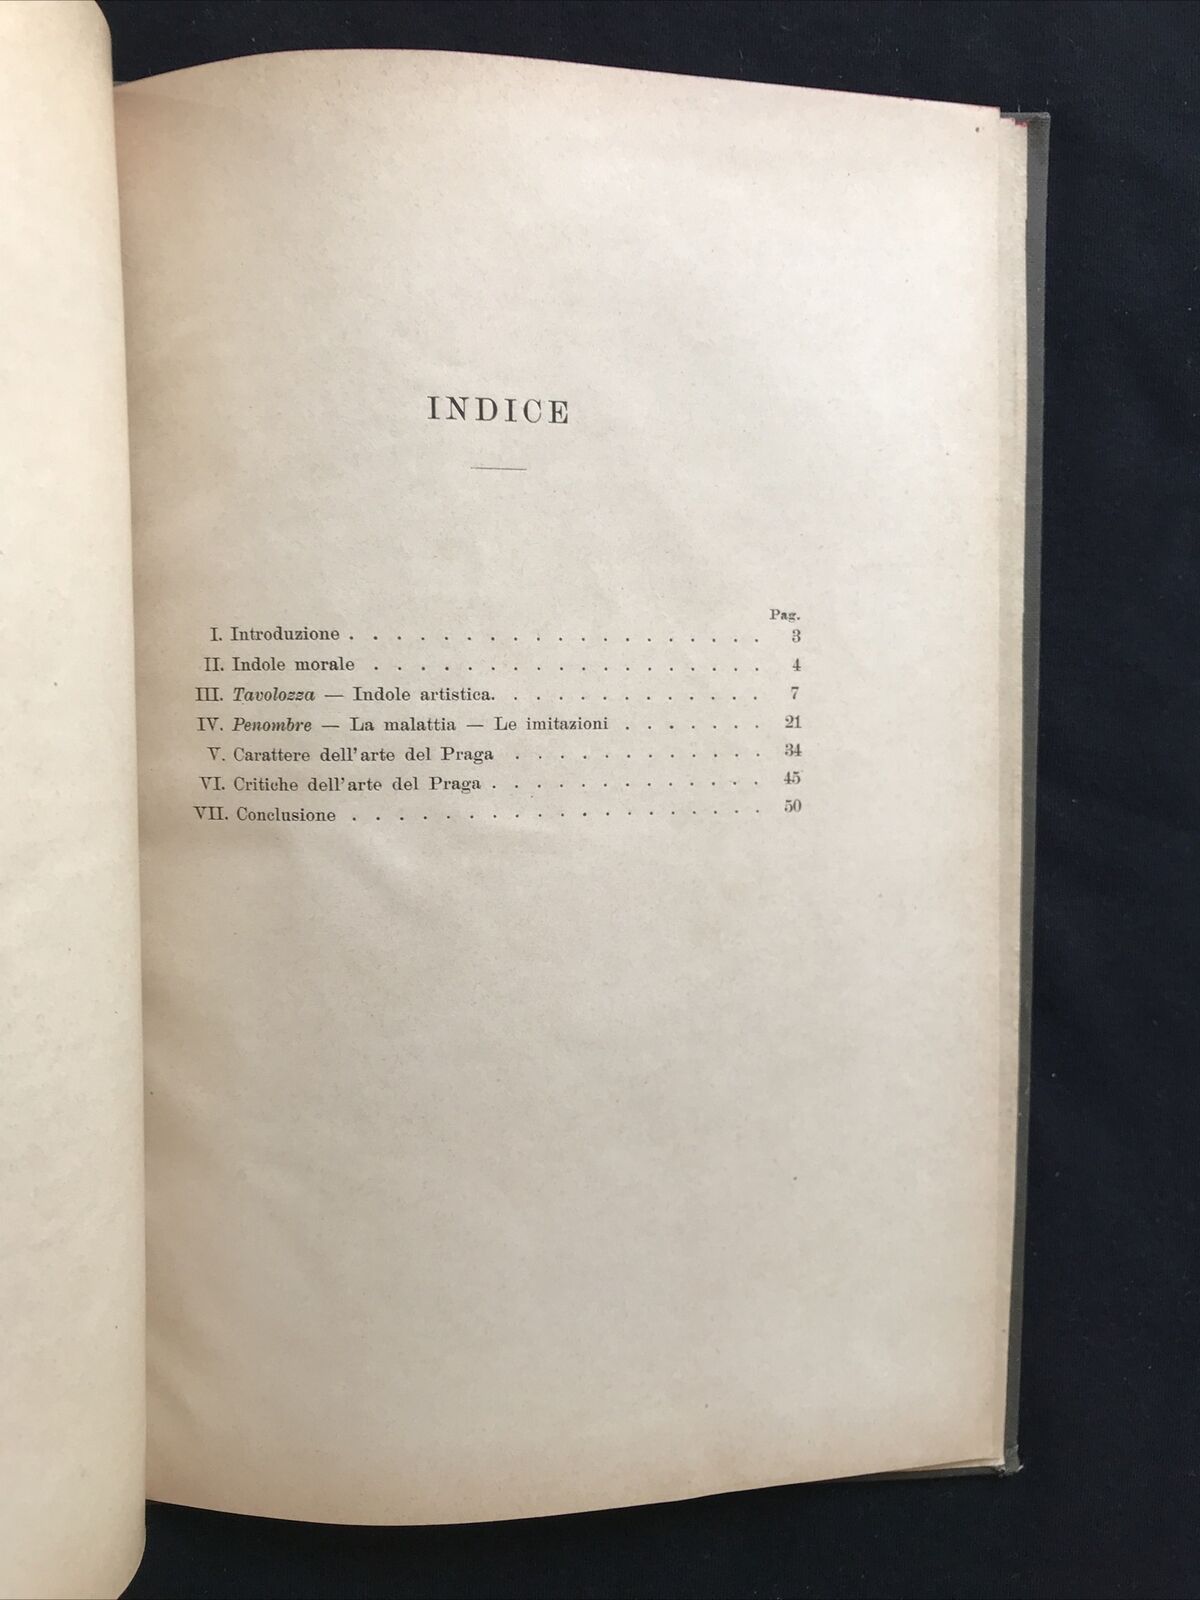 INDICE
Pag.
I. Introduzione . . . . . . . . . . . . . . . . . . 3
II. Indole morale . . . . . . . . . . . . . . . . . 4
III. Tavolozza — Indole artistica. . . . . . . . . . . . 7
IV. Penombre — La malattia — Le imitazioni . . . . . . . 21
V. Carattere dell'arte del Praga . . . . . . . . . . . 34
VI. Critiche dell'arte del Praga . . . . . . . . . . . . 45
VII. Conclusione . . . . . . . . . . . . . . . . . . 50